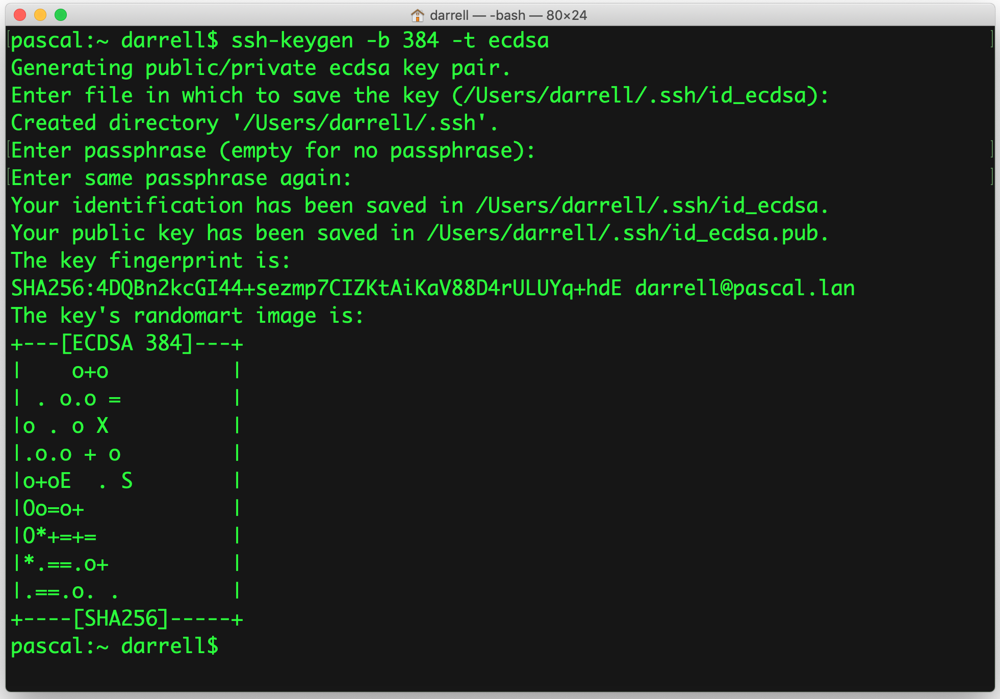 darrell — -bash — 80×24
pascal:~ darrell$ ssh-keygen -b 384 -t ecdsa
Generating public/private ecdsa key pair.
Enter file in which to save the key (/Users/darrell/.ssh/id_ecdsa):
Created directory '/Users/darrell/.ssh'.
Enter passphrase (empty for no passphrase):
Enter same passphrase again:
Your identification has been saved in /Users/darrell/.ssh/id_ecdsa.
Your public key has been saved in /Users/darrell/.ssh/id_ecdsa.pub.
The key fingerprint is:
SHA256:4DQBn2kcGI44+sezmp7CIZKtAiKaV88D4rULUYq+hdE darrell@pascal.lan
The key's randomart image is:
+---[ECDSA 384]---+
|    o+o          |
| . o.o =         |
|o . o X          |
|.o.o + o         |
|o+oE  . S        |
|Oo=o+            |
|O*+=+=           |
|*.==.o+          |
|.==.o. .         |
+----[SHA256]-----+
pascal:~ darrell$